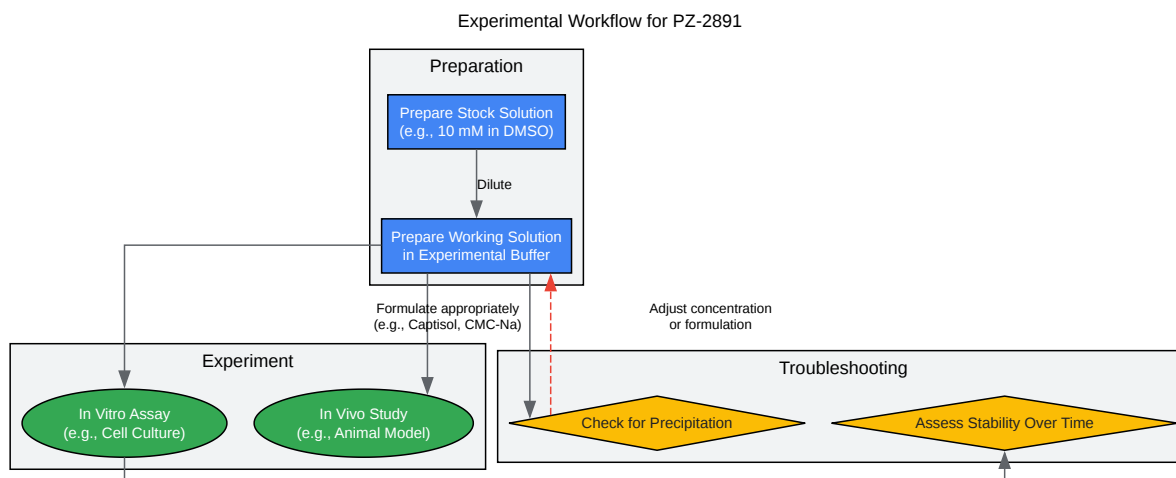 Experimental Workflow for PZ-2891
Preparation
Prepare Stock Solution
(e.g., 10 mM in DMSO)
Dilute
Prepare Working Solution
in Experimental Buffer
Formulate appropriately
(e.g., Captisol, CMC-Na)
Adjust concentration
or formulation
Experiment
In Vitro Assay
(e.g., Cell Culture)
In Vivo Study
(e.g., Animal Model)
Troubleshooting
Check for Precipitation
Assess Stability Over Time